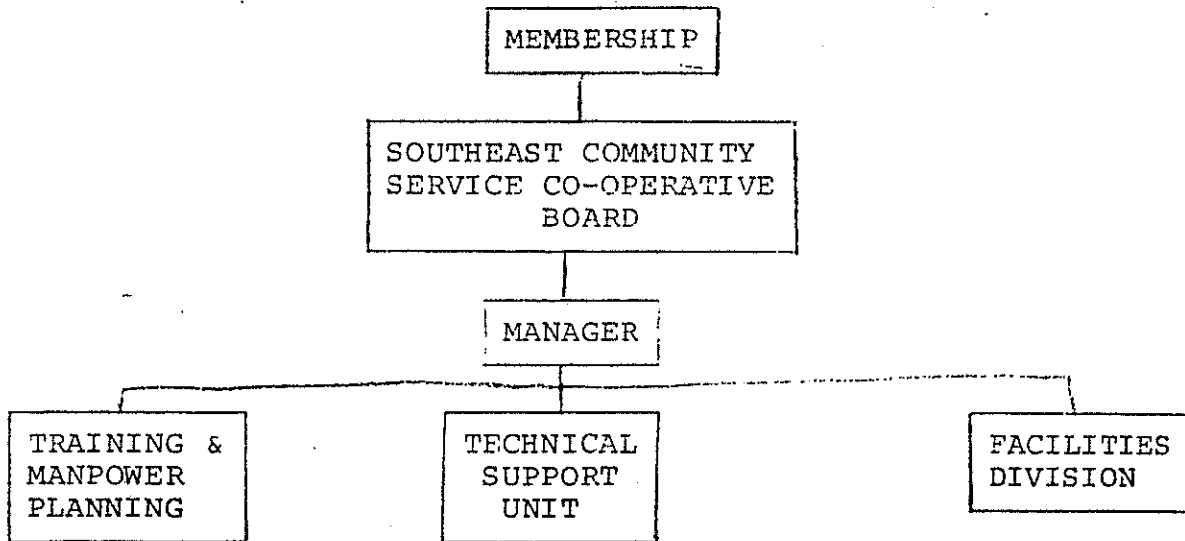 MEMBERSHIP
SOUTHEAST COMMUNITY
SERVICE CO-OPERATIVE
BOARD
MANAGER
TRAINING &
MANPOWER
PLANNING
TECHNICAL
SUPPORT
UNIT
FACILITIES
DIVISION